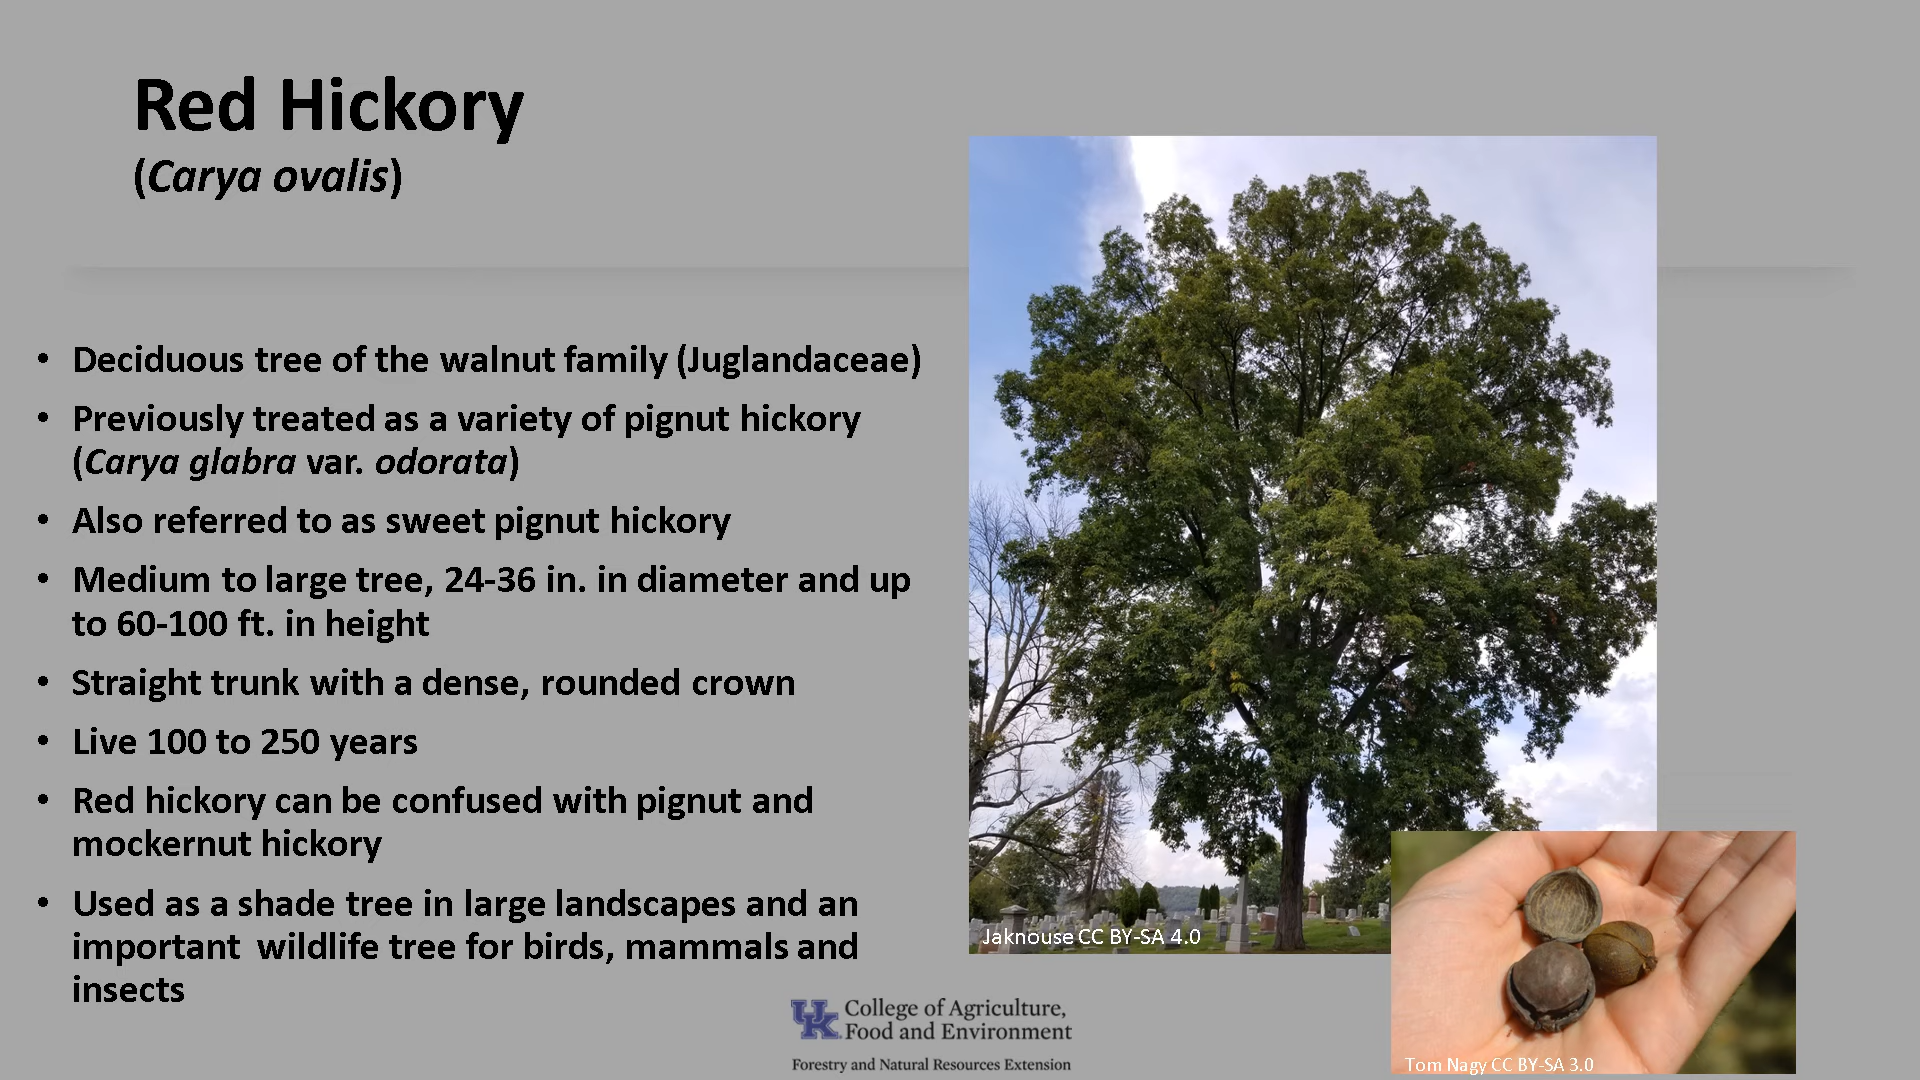 Red Hickory
(Carya ovalis)
• Deciduous tree of the walnut family (Juglandaceae)
• Previously treated as a variety of pignut hickory
(Carya glabra var. odorata)
• Also referred to as sweet pignut hickory
• Medium to large tree, 24-36 in. in diameter and up
to 60-100 ft. in height
• Straight trunk with a dense, rounded crown
• Live 100 to 250 years
• Red hickory can be confused with pignut and
mockernut hickory
• Used as a shade tree in large landscapes and an
important  wildlife tree for birds, mammals and
insects
Jaknouse CC BY-SA 4.0
Tom Nagy CC BY-SA 3.0
UK College of Agriculture,
Food and Environment
Forestry and Natural Resources Extension